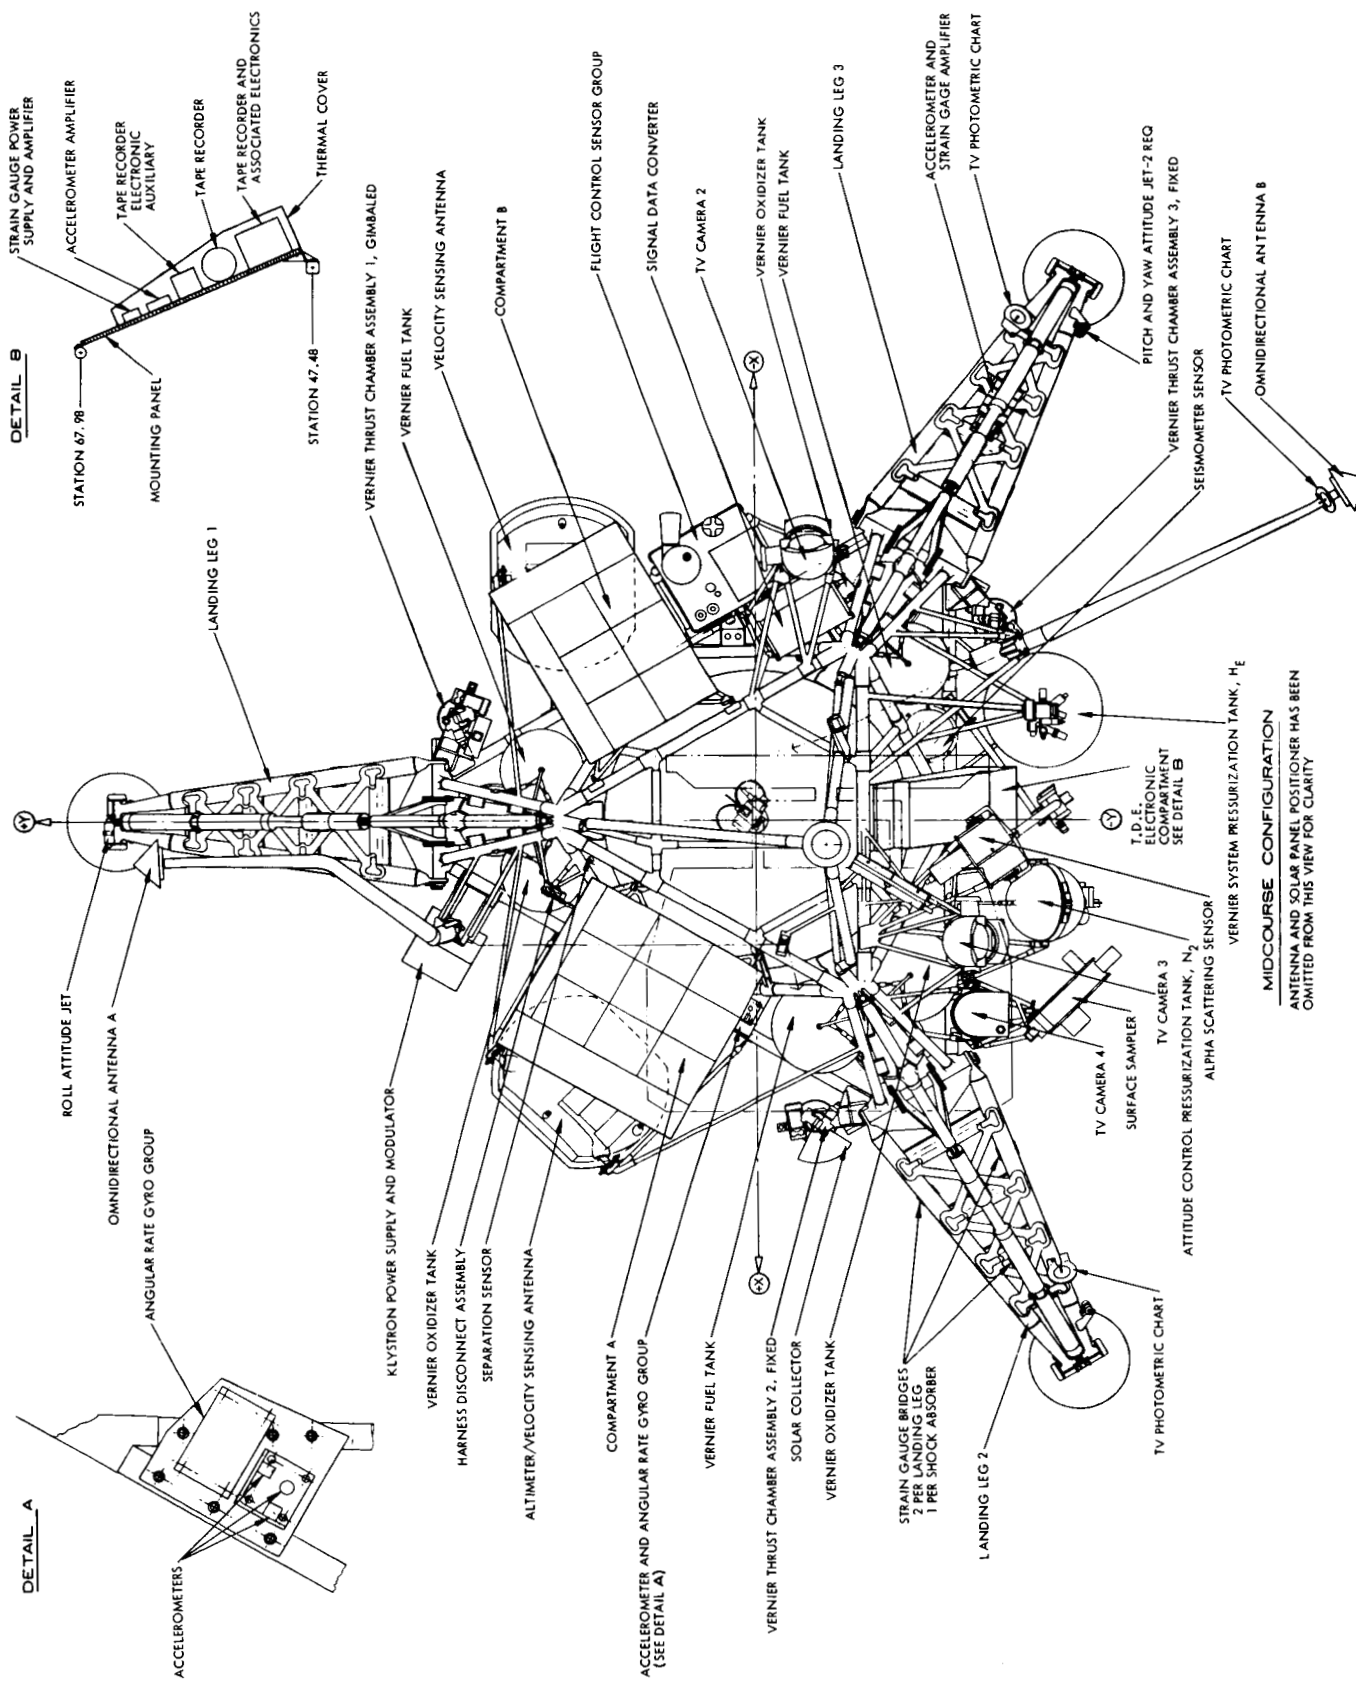 DETAIL A
ACCELEROMETERS
ANGULAR RATE GYRO GROUP
DETAIL B
STRAIN GAUGE POWER
SUPPLY AND AMPLIFIER
ACCELEROMETER AMPLIFIER
TAPE RECORDER
ELECTRONIC
AUXILIARY
TAPE RECORDER
TAPE RECORDER AND
ASSOCIATED ELECTRONICS
THERMAL COVER
STATION 67.98
MOUNTING PANEL
STATION 47.48
ROLL ATTITUDE JET
OMNIDIRECTIONAL ANTENNA A
KLYSTRON POWER SUPPLY AND MODULATOR
VERNIER OXIDIZER TANK
HARNESS DISCONNECT ASSEMBLY
SEPARATION SENSOR
ALTIMETER/VELOCITY SENSING ANTENNA
COMPARTMENT A
ACCELEROMETER AND ANGULAR RATE GYRO GROUP
(SEE DETAIL A)
VERNIER FUEL TANK
VERNIER THRUST CHAMBER ASSEMBLY 2, FIXED
SOLAR COLLECTOR
VERNIER OXIDIZER TANK
STRAIN GAUGE BRIDGES
2 PER LANDING LEG
1 PER SHOCK ABSORBER
LANDING LEG 2
TV PHOTOMETRIC CHART
+Y
LANDING LEG 1
VERNIER THRUST CHAMBER ASSEMBLY 1, GIMBALED
VERNIER FUEL TANK
VELOCITY SENSING ANTENNA
COMPARTMENT B
FLIGHT CONTROL SENSOR GROUP
SIGNAL DATA CONVERTER
TV CAMERA 2
VERNIER OXIDIZER TANK
VERNIER FUEL TANK
LANDING LEG 3
ACCELEROMETER AND
STRAIN GAGE AMPLIFIER
TV PHOTOMETRIC CHART
+X
-X
-Y
PITCH AND YAW ATTITUDE JET-2 REQ
VERNIER THRUST CHAMBER ASSEMBLY 3, FIXED
SEISMOMETER SENSOR
TV PHOTOMETRIC CHART
OMNIDIRECTIONAL ANTENNA B
T.D.E.
ELECTRONIC
COMPARTMENT
SEE DETAIL B
TV CAMERA 4
SURFACE SAMPLER
TV CAMERA 3
ATTITUDE CONTROL PRESSURIZATION TANK, N2
ALPHA SCATTERING SENSOR
VERNIER SYSTEM PRESSURIZATION TANK, HE
MIDCOURSE CONFIGURATION
ANTENNA AND SOLAR PANEL POSITIONER HAS BEEN
OMITTED FROM THIS VIEW FOR CLARITY